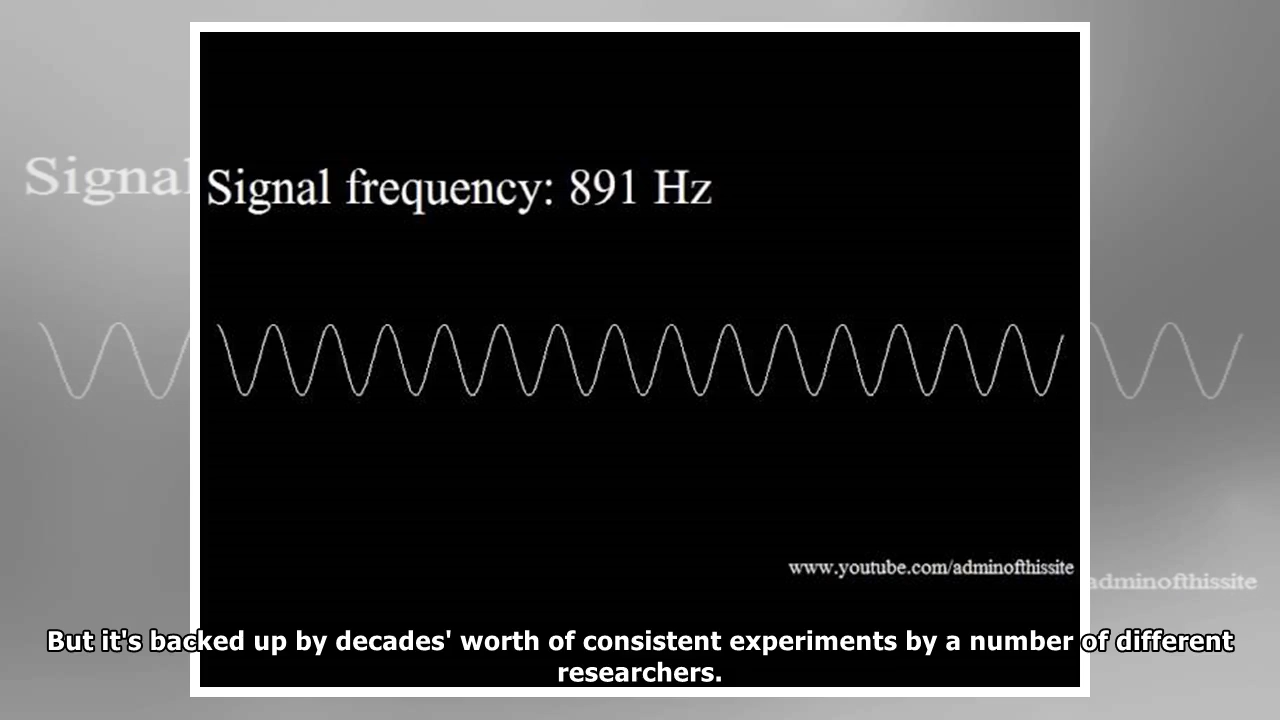 Signal frequency: 891 Hz
www.youtube.com/adminofthissite
But it's backed up by decades' worth of consistent experiments by a number of different
researchers.